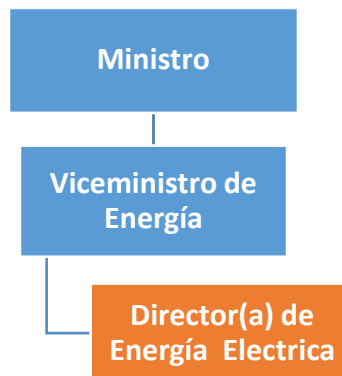 Ministro
Viceministro de
Energía
Director(a) de
Energía Electrica